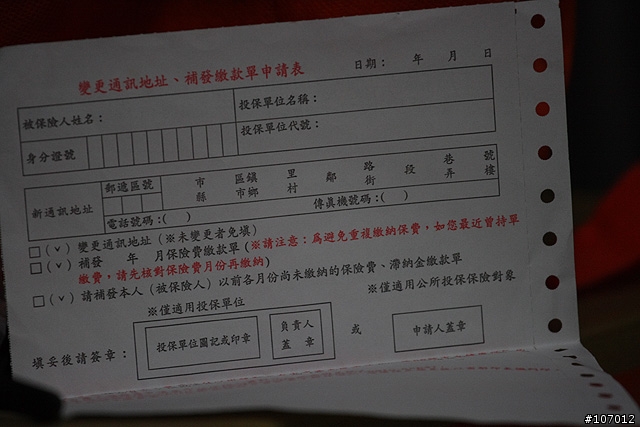 變更通訊地址、補發繳款單申請表
日期： 年 月 日
被保險人姓名：
投保單位名稱：
身分證號
投保單位代號：
新通訊地址
郵遞區號
市 區鎮 里 鄰 路 段 巷 號
縣 市鄉 村 街 弄 樓
電話號碼：( )
傳真機號碼：( )
□(ˇ) 變更通訊地址（※未變更者免填）
□(ˇ) 補發 年 月保險費繳款單（※請注意：為避免重複繳納保費，如您最近曾持單
繳費，請先核對保險費月份再繳納）
□(ˇ) 請補發本人（被保險人）以前各月份尚未繳納的保險費、滯納金繳款單
※僅適用投保單位
※僅適用公所投保保險對象
填妥後請簽章：
投保單位圖記或印章
負責人
蓋 章
或
申請人蓋章
#107012